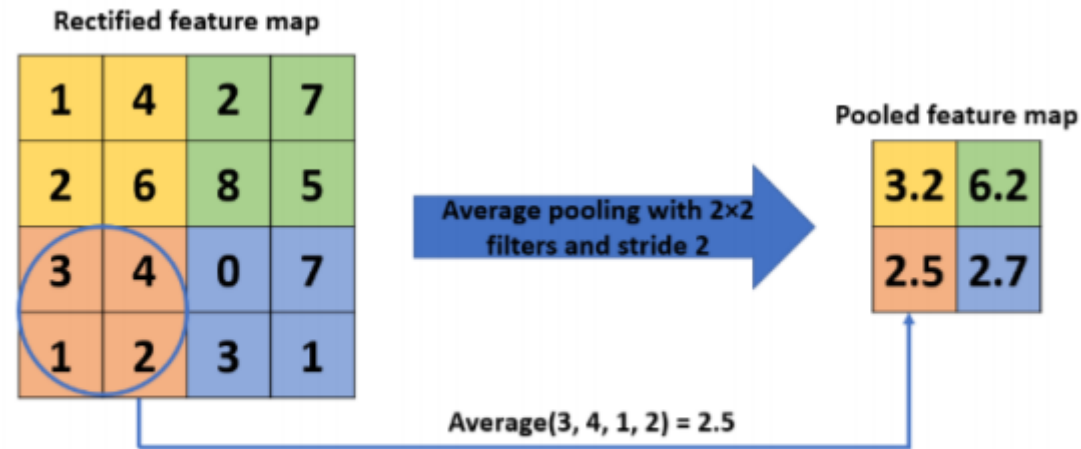 Rectified feature map
1 4 2 7
2 6 8 5
3 4 0 7
1 2 3 1
Average pooling with 2×2
filters and stride 2
Pooled feature map
3.2 6.2
2.5 2.7
Average(3, 4, 1, 2) = 2.5